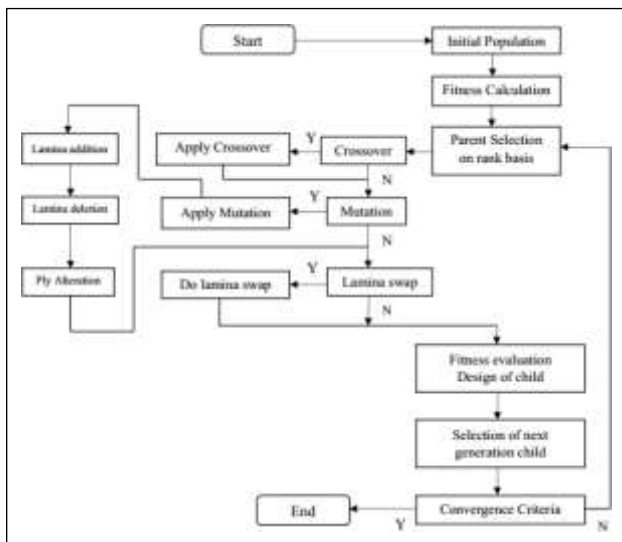 Start
Initial Population
Fitness Calculation
Parent Selection
on rank basis
Crossover
Y
Apply Crossover
N
Lamina addition
Mutation
Y
Apply Mutation
N
Lamina deletion
Ply Alteration
Lamina swap
Y
Do lamina swap
N
Fitness evaluation
Design of child
Selection of next
generation child
Convergence Criteria
Y
N
End